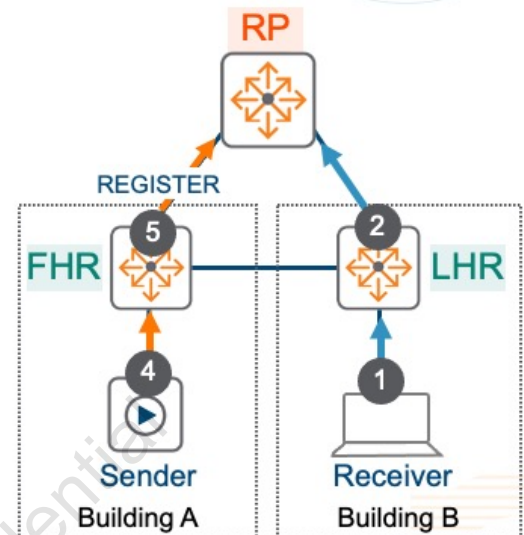 RP
REGISTER
5
2
FHR
LHR
4
1
Sender
Receiver
Building A
Building B